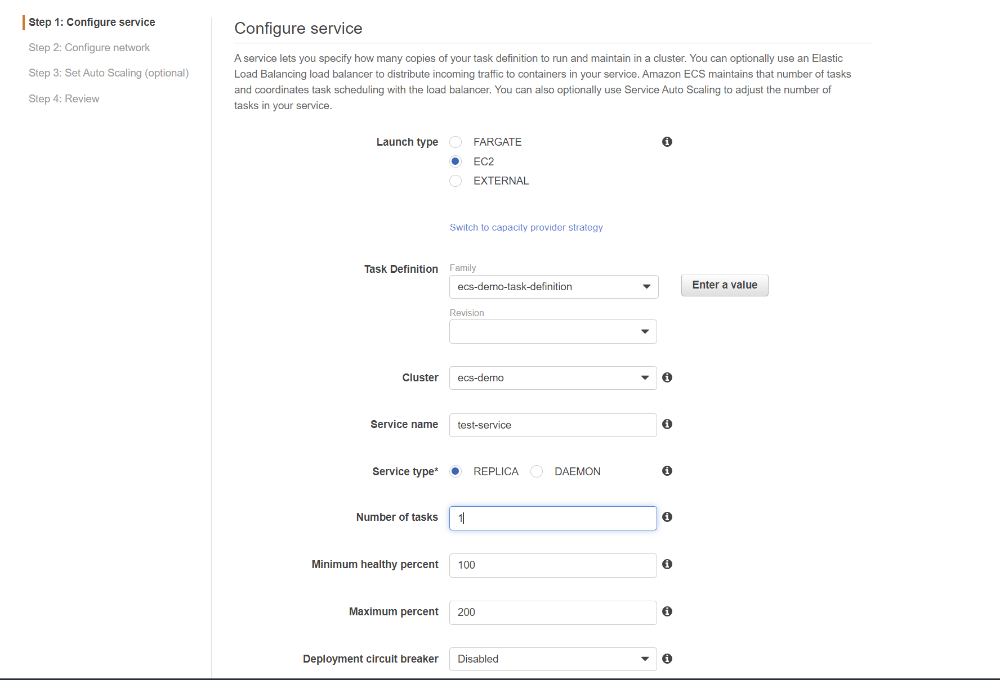 Step 1: Configure service
Step 2: Configure network
Step 3: Set Auto Scaling (optional)
Step 4: Review
Configure service
A service lets you specify how many copies of your task definition to run and maintain in a cluster. You can optionally use an Elastic
Load Balancing load balancer to distribute incoming traffic to containers in your service. Amazon ECS maintains that number of tasks
and coordinates task scheduling with the load balancer. You can also optionally use Service Auto Scaling to adjust the number of
tasks in your service.
Launch type FARGATE
EC2
EXTERNAL
Switch to capacity provider strategy
Task Definition Family
ecs-demo-task-definition Enter a value
Revision
Cluster ecs-demo
Service name test-service
Service type* REPLICA DAEMON
Number of tasks 1
Minimum healthy percent 100
Maximum percent 200
Deployment circuit breaker Disabled